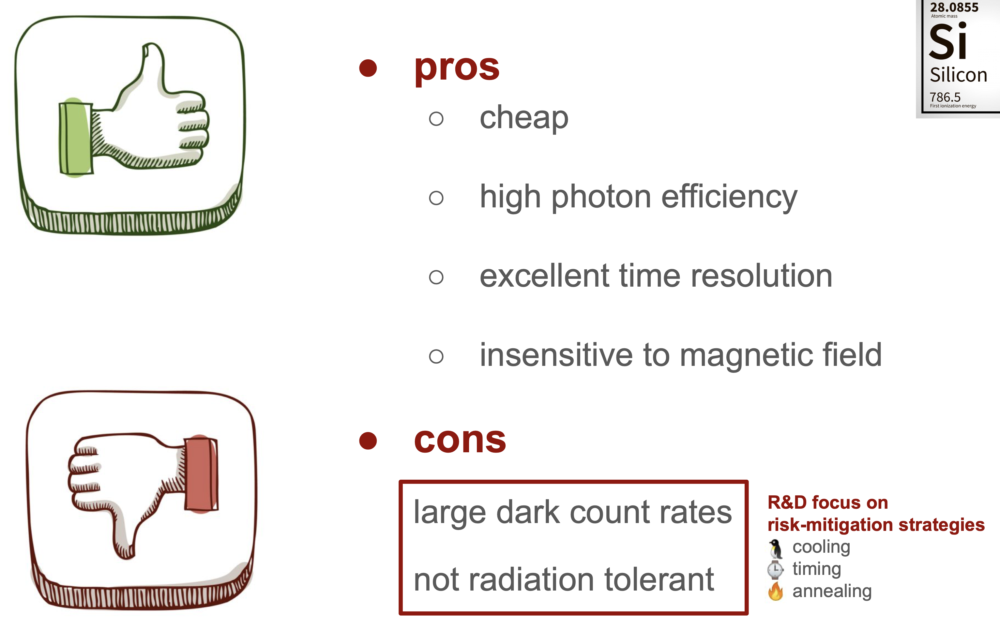 28.0855
Atomic mass
Si
Silicon
786.5
First ionization energy
● pros
○ cheap
○ high photon efficiency
○ excellent time resolution
○ insensitive to magnetic field
● cons
large dark count rates
not radiation tolerant
R&D focus on
risk-mitigation strategies
🐧 cooling
⌚ timing
🔥 annealing